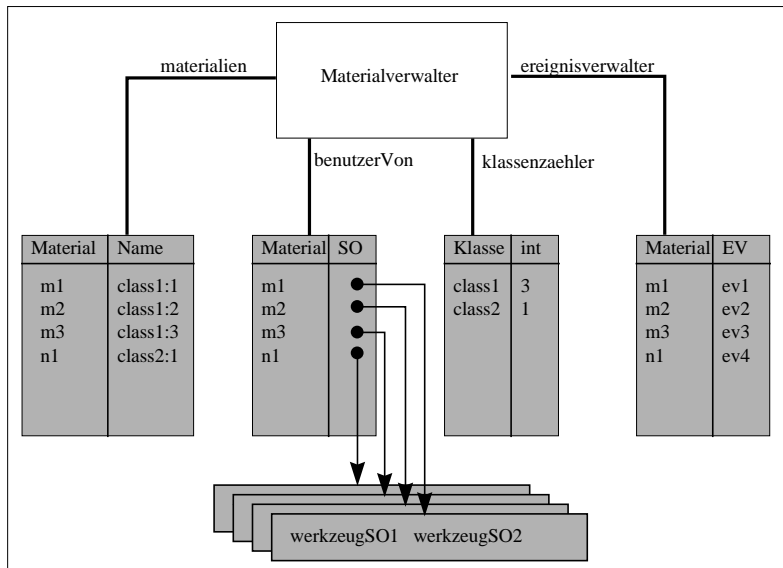 materialien
Materialverwalter
ereignisverwalter
benutzerVon
klassenzaehler
Material Name
m1 class1:1
m2 class1:2
m3 class1:3
n1 class2:1
Material SO
m1
m2
m3
n1
Klasse int
class1 3
class2 1
Material EV
m1 ev1
m2 ev2
m3 ev3
n1 ev4
werkzeugSO1 werkzeugSO2